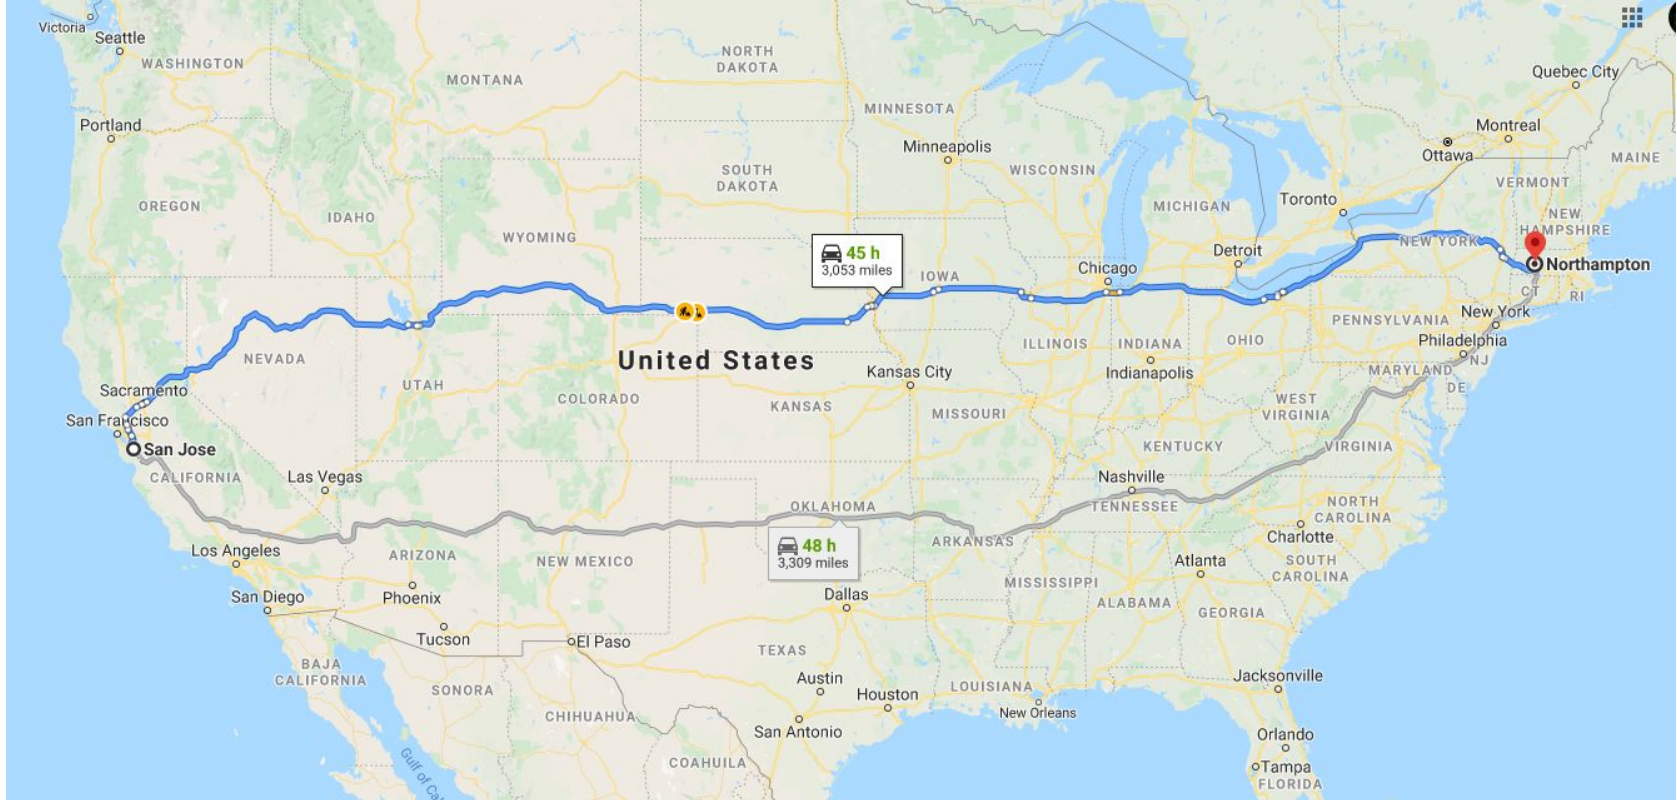 Victoria
Seattle
WASHINGTON
MONTANA
NORTH
DAKOTA
Quebec City
MINNESOTA
Portland
Montreal
Minneapolis
Ottawa
MAINE
SOUTH
DAKOTA
WISCONSIN
VERMONT
OREGON
IDAHO
MICHIGAN
Toronto
NEW
HAMPSHIRE
WYOMING
45 h
3,053 miles
NEW YORK
Detroit
Northampton
Chicago
IOWA
CT
RI
New York
PENNSYLVANIA
NEVADA
United States
ILLINOIS
INDIANA
OHIO
Philadelphia
NJ
Indianapolis
Kansas City
MARYLAND
DE
UTAH
Sacramento
COLORADO
KANSAS
MISSOURI
WEST
VIRGINIA
San Francisco
San Jose
KENTUCKY
VIRGINIA
CALIFORNIA
Las Vegas
Nashville
OKLAHOMA
TENNESSEE
NORTH
CAROLINA
Los Angeles
ARIZONA
NEW MEXICO
48 h
3,309 miles
ARKANSAS
Charlotte
Atlanta
SOUTH
CAROLINA
MISSISSIPPI
San Diego
Phoenix
Dallas
ALABAMA
GEORGIA
Tucson
El Paso
TEXAS
BAJA
CALIFORNIA
SONORA
Austin
Houston
LOUISIANA
Jacksonville
CHIHUAHUA
New Orleans
San Antonio
Orlando
COAHUILA
Tampa
FLORIDA
Gulf of